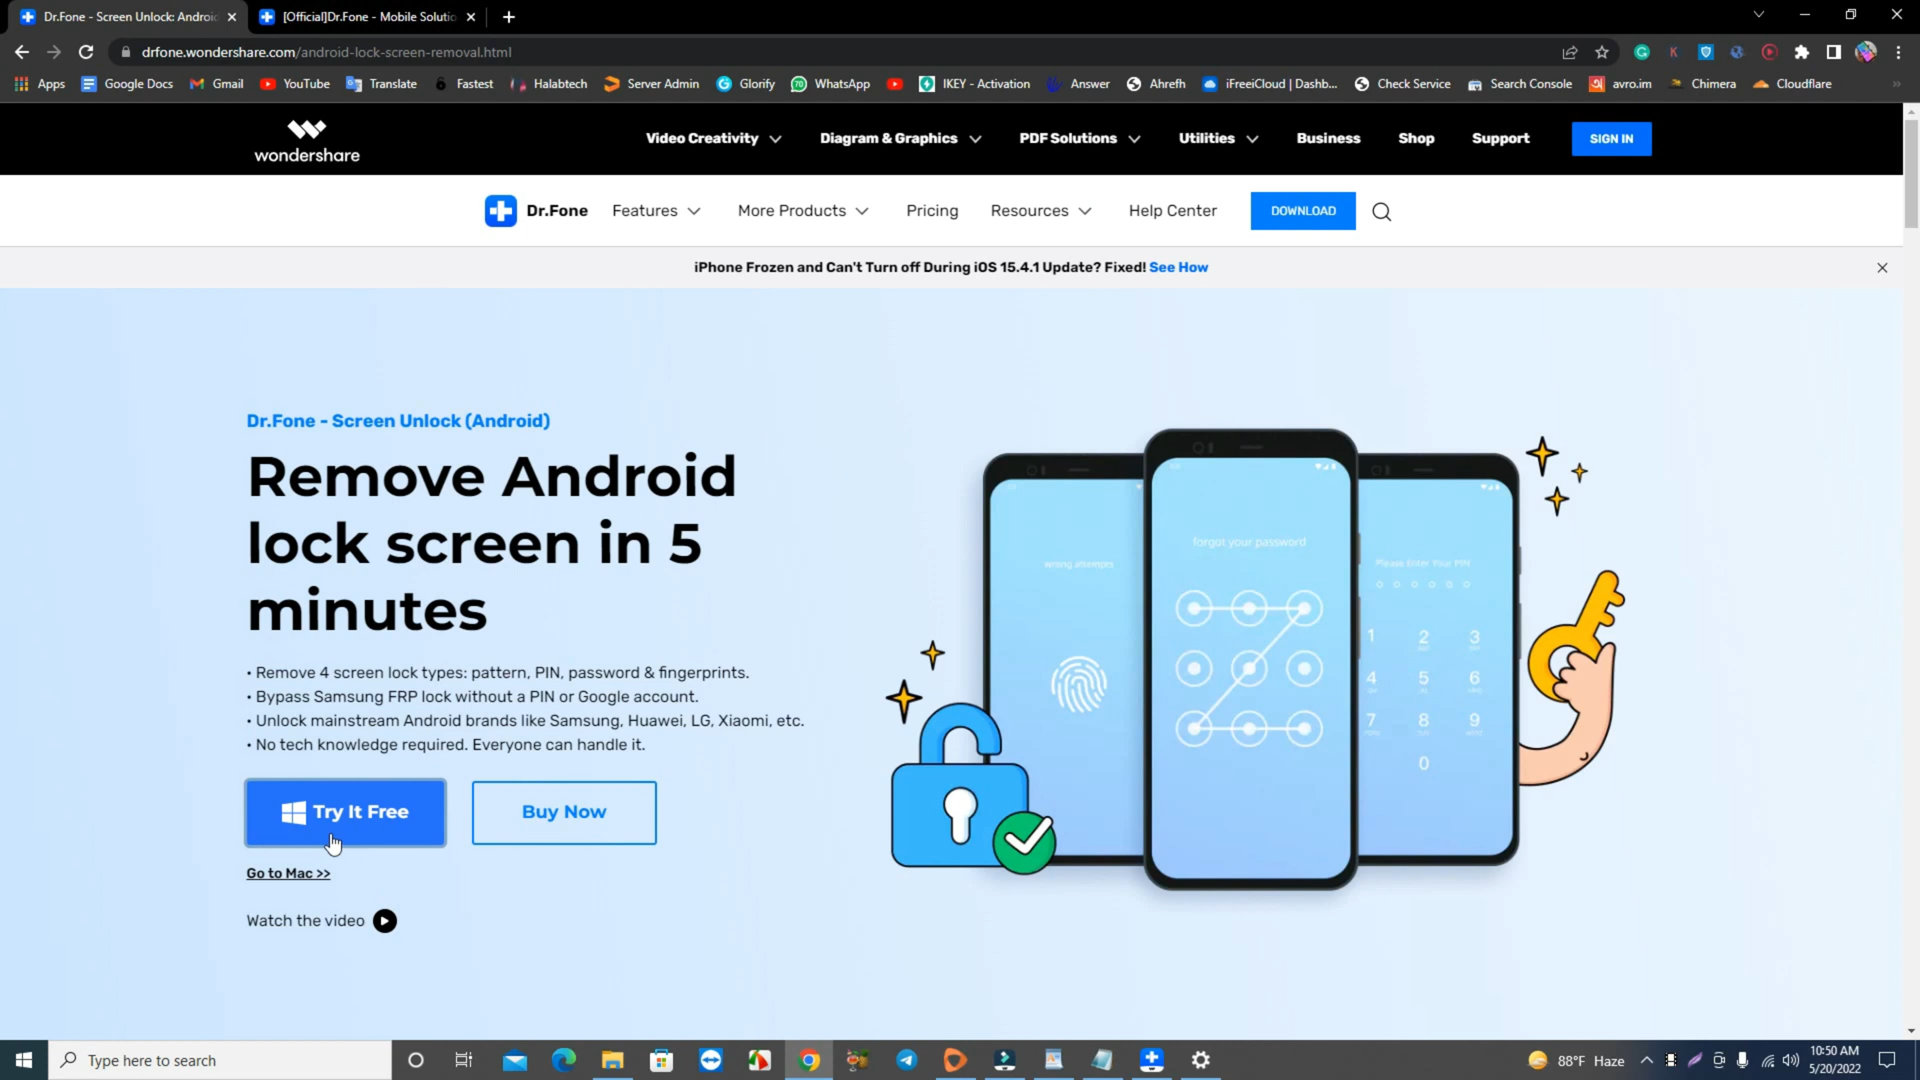 Dr.Fone - Screen Unlock: Androi
[Official]Dr.Fone - Mobile Soluti
drfone.wondershare.com/android-lock-screen-removal.html
Apps Google Docs Gmail YouTube Translate Fastest Halabtech Server Admin Glorify WhatsApp IKEY - Activation Answer Ahrefh iFreeiCloud | Dashb... Check Service Search Console avro.im Chimera Cloudflare
wondershare
Video Creativity Diagram & Graphics PDF Solutions Utilities Business Shop Support SIGN IN
Dr.Fone Features More Products Pricing Resources Help Center DOWNLOAD
iPhone Frozen and Can't Turn off During iOS 15.4.1 Update? Fixed! See How
Dr.Fone - Screen Unlock (Android)
Remove Android
lock screen in 5
minutes
• Remove 4 screen lock types: pattern, PIN, password & fingerprints.
• Bypass Samsung FRP lock without a PIN or Google account.
• Unlock mainstream Android brands like Samsung, Huawei, LG, Xiaomi, etc.
• No tech knowledge required. Everyone can handle it.
Try It Free Buy Now
Go to Mac >>
Watch the video
wrong attempts
forgot your password
Please Enter Your PIN
1 2 3
4 5 6
7 8 9
0
Type here to search
88°F Haze
10:50 AM
5/20/2022